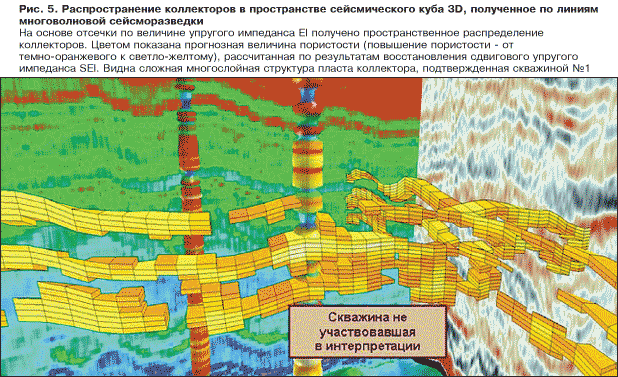 Рис. 5. Распространение коллекторов в пространстве сейсмического куба 3D, полученное по линиям
многоволновой сейсморазведки
На основе отсечки по величине упругого импеданса EI получено пространственное распределение
коллекторов. Цветом показана прогнозная величина пористости (повышение пористости - от
темно-оранжевого к светло-желтому), рассчитанная по результатам восстановления сдвигового упругого
импеданса SEI. Видна сложная многослойная структура пласта коллектора, подтвержденная скважиной №1
Скважина не
участвовавшая
в интерпретации